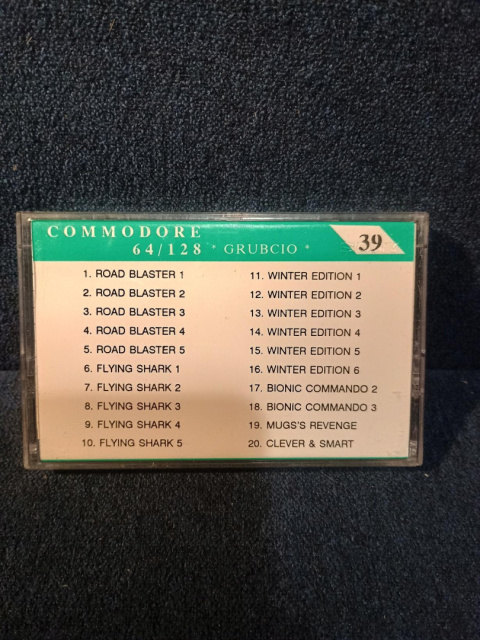 COMMODORE
64/128 * GRUBCIO *
39
1. ROAD BLASTER 1
2. ROAD BLASTER 2
3. ROAD BLASTER 3
4. ROAD BLASTER 4
5. ROAD BLASTER 5
6. FLYING SHARK 1
7. FLYING SHARK 2
8. FLYING SHARK 3
9. FLYING SHARK 4
10. FLYING SHARK 5
11. WINTER EDITION 1
12. WINTER EDITION 2
13. WINTER EDITION 3
14. WINTER EDITION 4
15. WINTER EDITION 5
16. WINTER EDITION 6
17. BIONIC COMMANDO 2
18. BIONIC COMMANDO 3
19. MUGS'S REVENGE
20. CLEVER & SMART